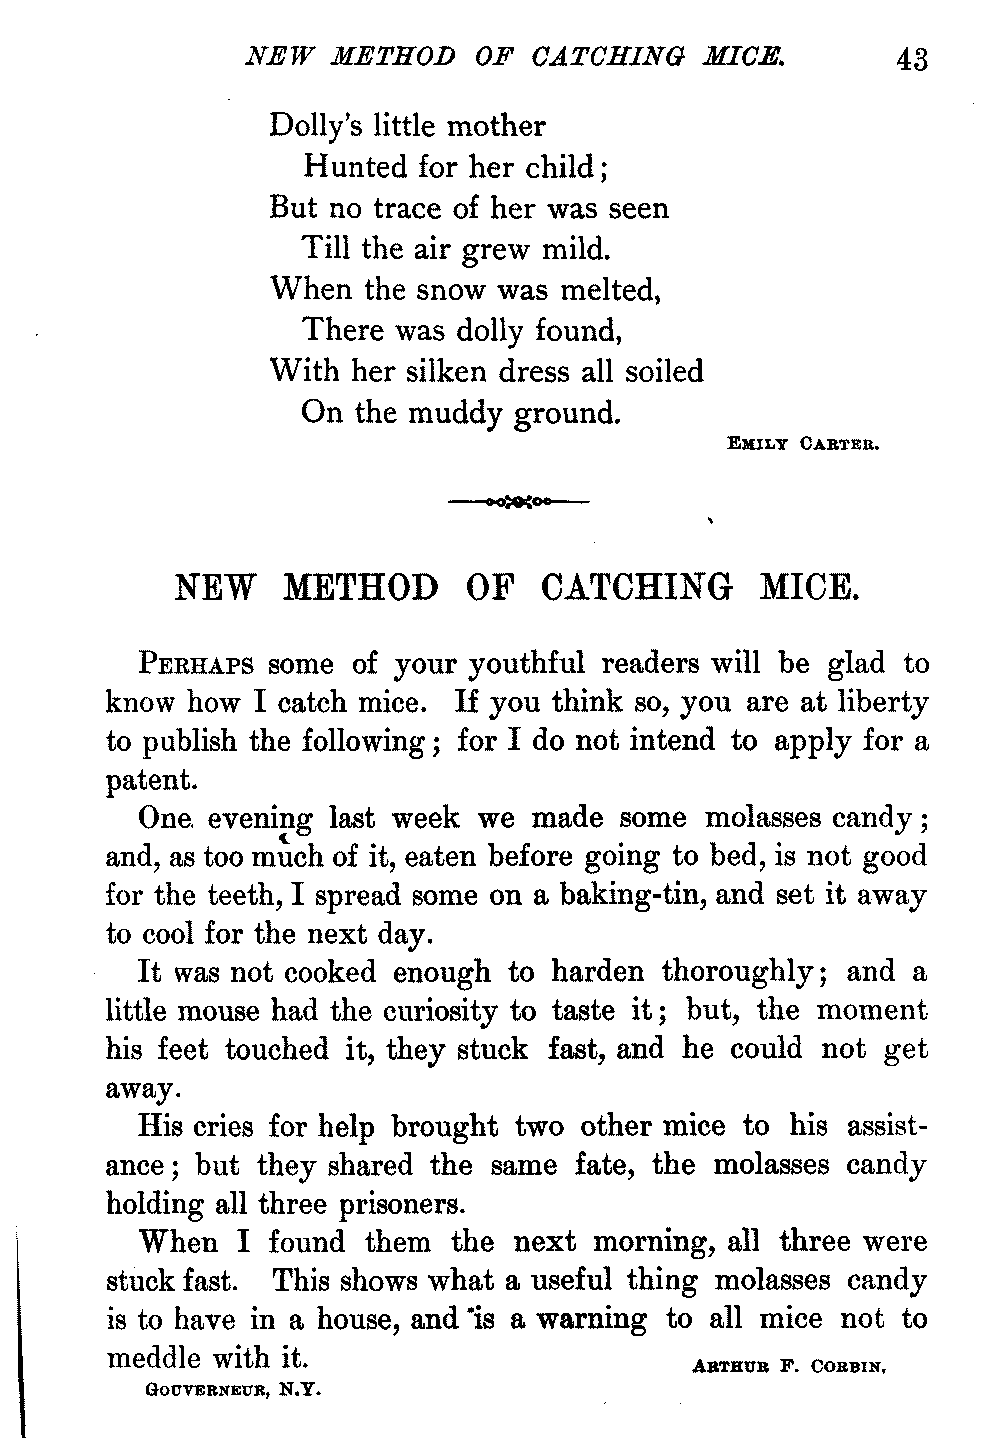 NEW METHOD OF CATCHING MICE. 43
Dolly's little mother
Hunted for her child;
But no trace of her was seen
Till the air grew mild.
When the snow was melted,
There was dolly found,
With her silken dress all soiled
On the muddy ground.
EMILY CARTER.
NEW METHOD OF CATCHING MICE.
PERHAPS some of your youthful readers will be glad to
know how I catch mice. If you think so, you are at liberty
to publish the following; for I do not intend to apply for a
patent.
One evening last week we made some molasses candy;
and, as too much of it, eaten before going to bed, is not good
for the teeth, I spread some on a baking-tin, and set it away
to cool for the next day.
It was not cooked enough to harden thoroughly; and a
little mouse had the curiosity to taste it; but, the moment
his feet touched it, they stuck fast, and he could not get
away.
His cries for help brought two other mice to his assist-
ance; but they shared the same fate, the molasses candy
holding all three prisoners.
When I found them the next morning, all three were
stuck fast. This shows what a useful thing molasses candy
is to have in a house, and is a warning to all mice not to
meddle with it. ARTHUR F. CORBIN,
GOUVERNEUR, N.Y.